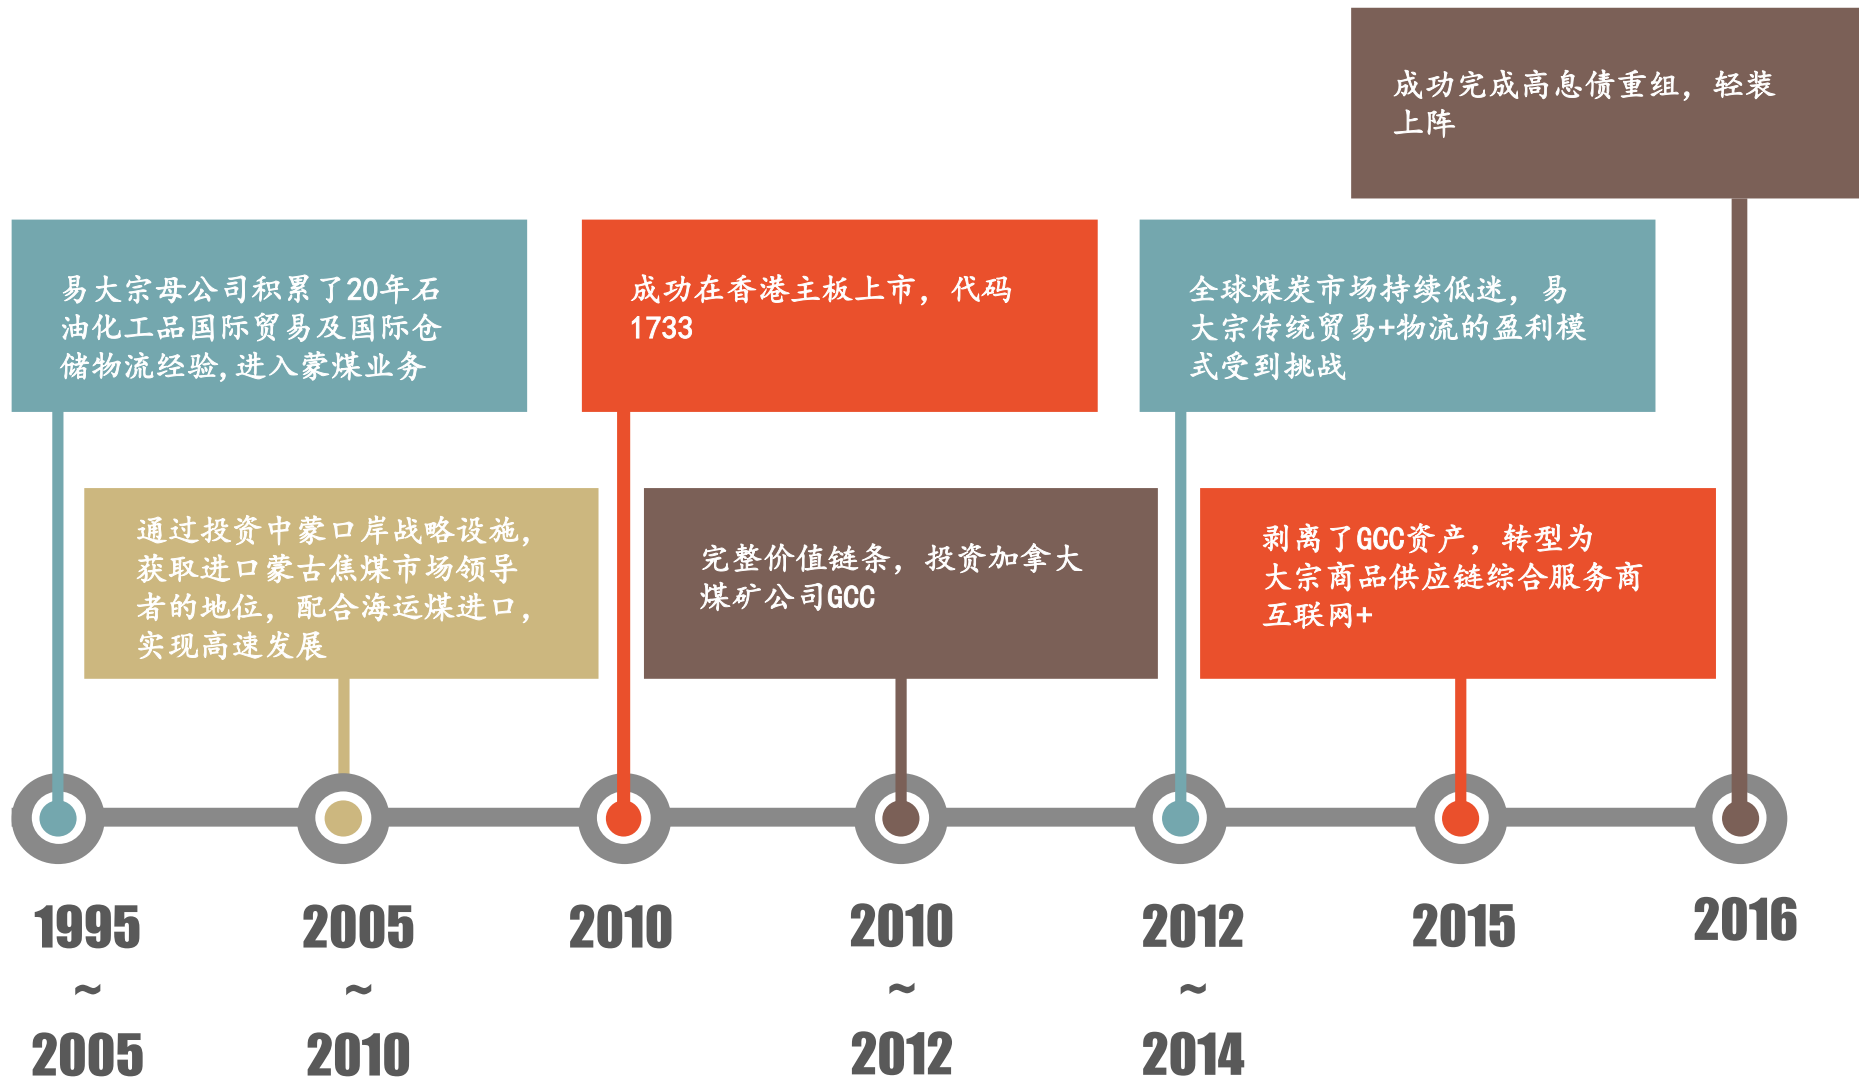 成功完成高息债重组，轻装
上阵
易大宗母公司积累了20年石
油化工品国际贸易及国际仓
储物流经验,进入蒙煤业务
成功在香港主板上市，代码
1733
全球煤炭市场持续低迷，易
大宗传统贸易+物流的盈利模
式受到挑战
通过投资中蒙口岸战略设施，
获取进口蒙古焦煤市场领导
者的地位，配合海运煤进口，
实现高速发展
完整价值链条，投资加拿大
煤矿公司GCC
剥离了GCC资产，转型为
大宗商品供应链综合服务商
互联网+
1995
~
2005
2005
~
2010
2010
2010
~
2012
2012
~
2014
2015
2016